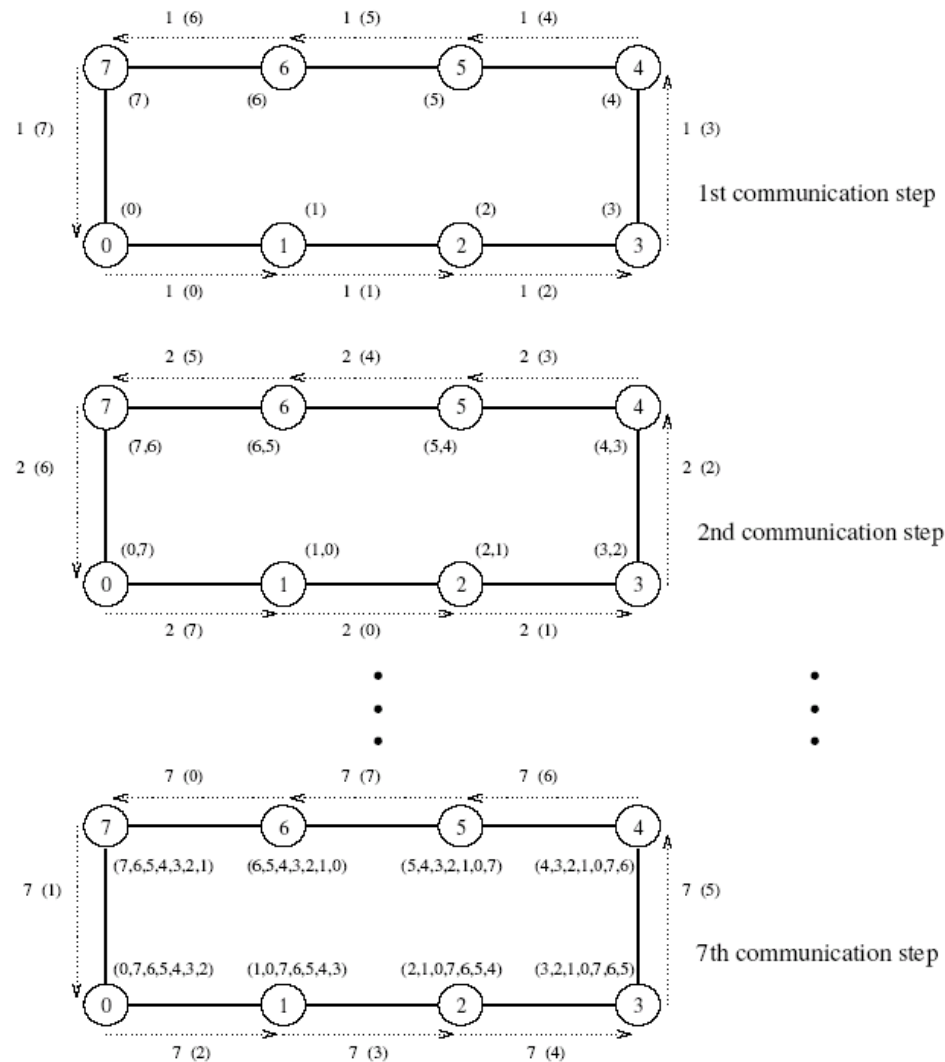 1 (6) 1 (5) 1 (4)
7 6 5 4
(7) (6) (5) (4)
1 (7) 1 (3)
1st communication step
(0) (1) (2) (3)
0 1 2 3
1 (0) 1 (1) 1 (2)
2 (5) 2 (4) 2 (3)
7 6 5 4
(7,6) (6,5) (5,4) (4,3)
2 (6) 2 (2)
2nd communication step
(0,7) (1,0) (2,1) (3,2)
0 1 2 3
2 (7) 2 (0) 2 (1)
7 (0) 7 (7) 7 (6)
7 6 5 4
(7,6,5,4,3,2,1) (6,5,4,3,2,1,0) (5,4,3,2,1,0,7) (4,3,2,1,0,7,6)
7 (1) 7 (5)
7th communication step
(0,7,6,5,4,3,2) (1,0,7,6,5,4,3) (2,1,0,7,6,5,4) (3,2,1,0,7,6,5)
0 1 2 3
7 (2) 7 (3) 7 (4)